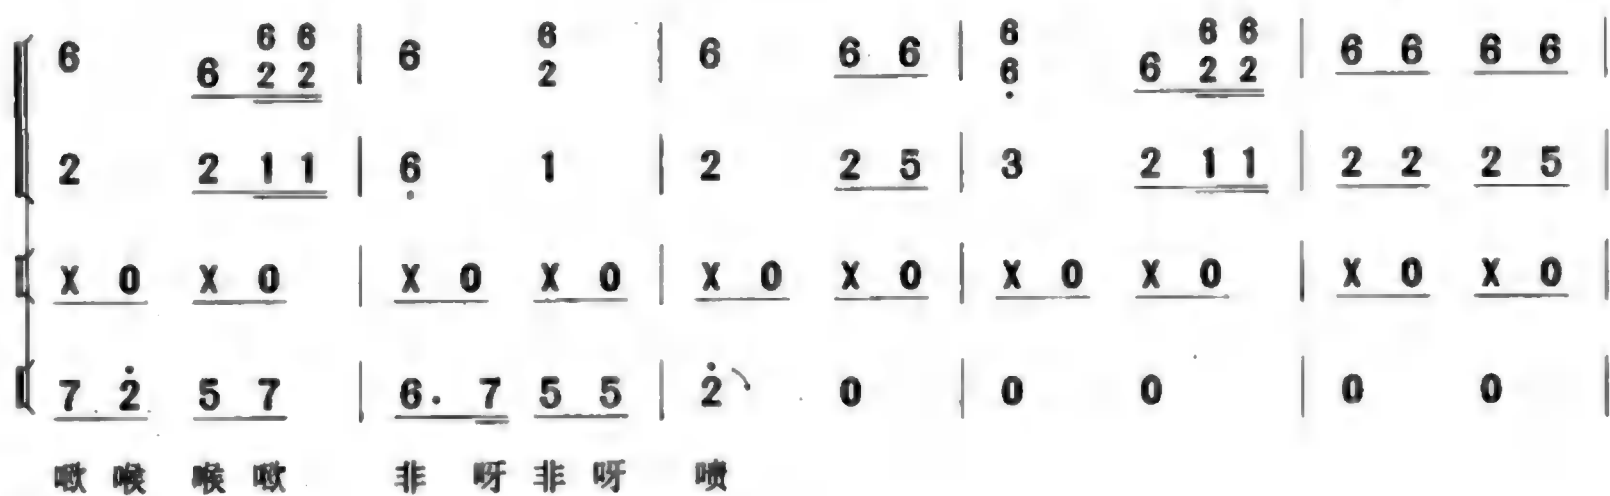 6 6 6 6 | 6 6 | 6 6 6 | 6 6 6 6 | 6 6 6 6 |
2 2 2 6 2 2
2 2 1 1 | 6 1 | 2 2 5 | 3 2 1 1 | 2 2 2 5 |
X 0 X 0 | X 0 X 0 | X 0 X 0 | X 0 X 0 | X 0 X 0 |
7 2 5 7 | 6. 7 5 5 | 2 0 | 0 0 | 0 0 |
喉 喉 非 呀 非 呀 喷